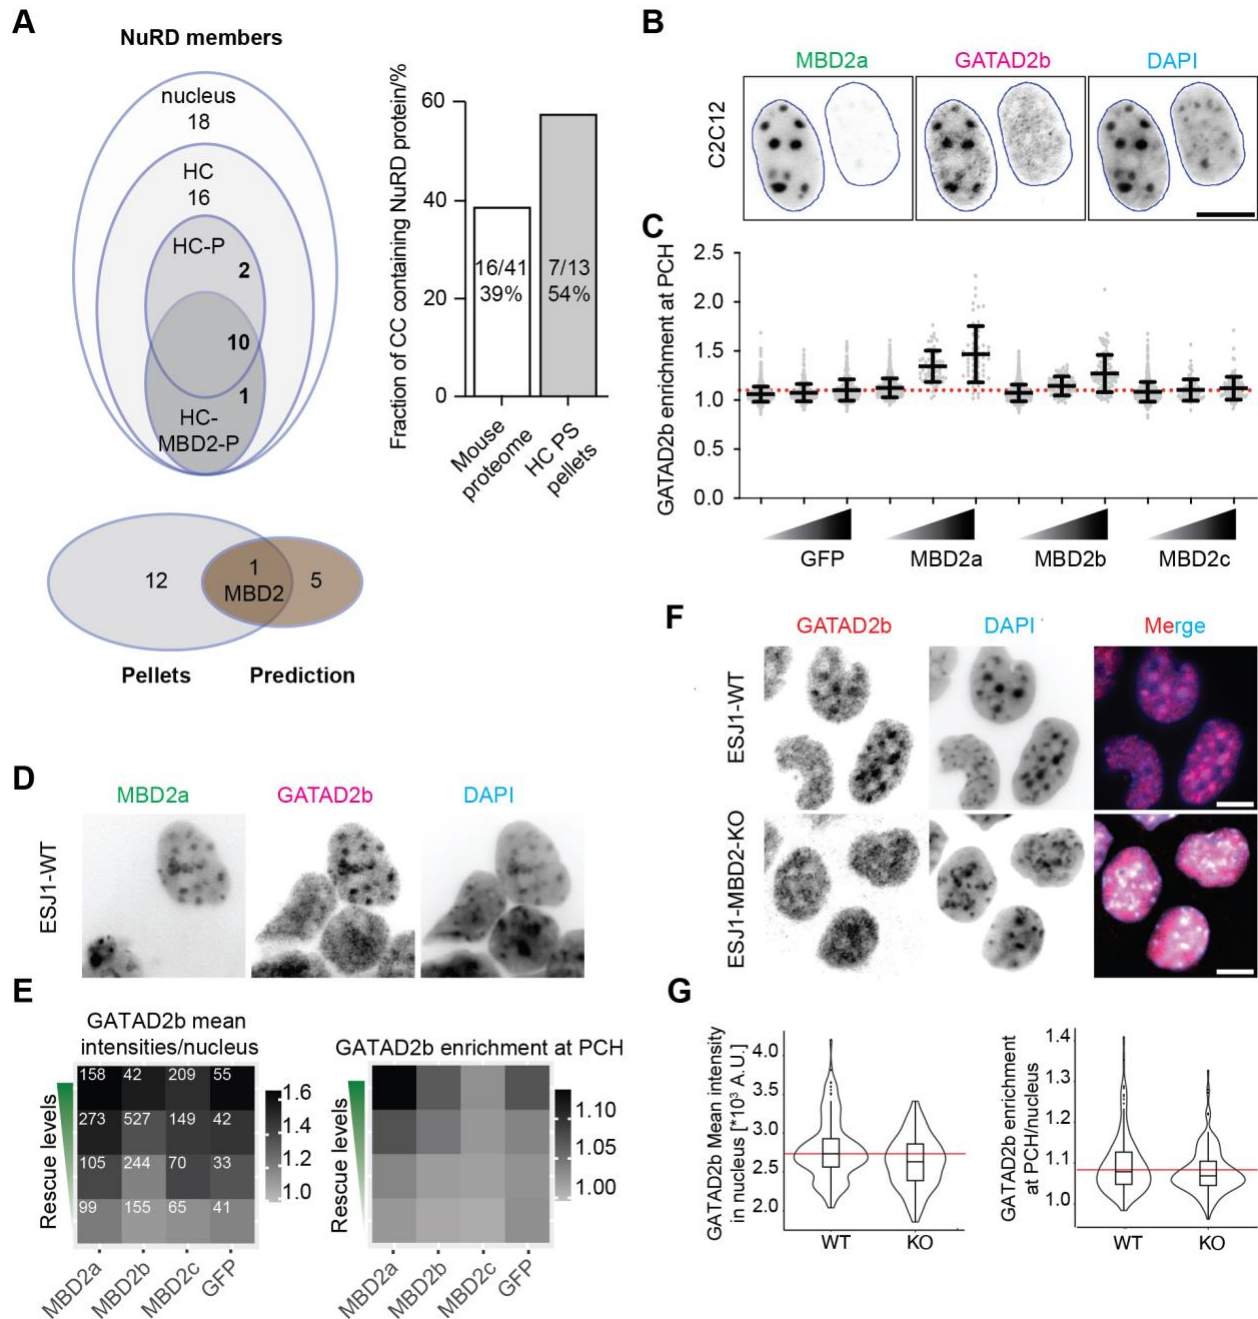 A
NuRD members
nucleus
18
HC
16
HC-P
2
10
1
HC-
MBD2-P
12
1
MBD2
5
Pellets
Prediction
Fraction of CC containing NuRD protein/%
60
40
20
0
16/41
39%
7/13
54%
Mouse
proteome
HC PS
pellets
B
MBD2a
GATAD2b
DAPI
C2C12
C
GATAD2b enrichment at PCH
2.5
2.0
1.5
1.0
0.5
0.0
GFP
MBD2a
MBD2b
MBD2c
D
MBD2a
GATAD2b
DAPI
ESJ1-WT
E
GATAD2b mean
intensities/nucleus
Rescue levels
158 42 209 55
273 527 149 42
105 244 70 33
99 155 65 41
1.6
1.4
1.2
1.0
MBD2a
MBD2b
MBD2c
GFP
GATAD2b enrichment at PCH
Rescue levels
1.10
1.05
1.00
MBD2a
MBD2b
MBD2c
GFP
F
GATAD2b
DAPI
Merge
ESJ1-WT
ESJ1-MBD2-KO
G
GATAD2b Mean intensity
in nucleus [*10³ A.U.]
4.0
3.5
3.0
2.5
2.0
WT
KO
GATAD2b enrichment
at PCH/nucleus
1.4
1.3
1.2
1.1
1.0
WT
KO